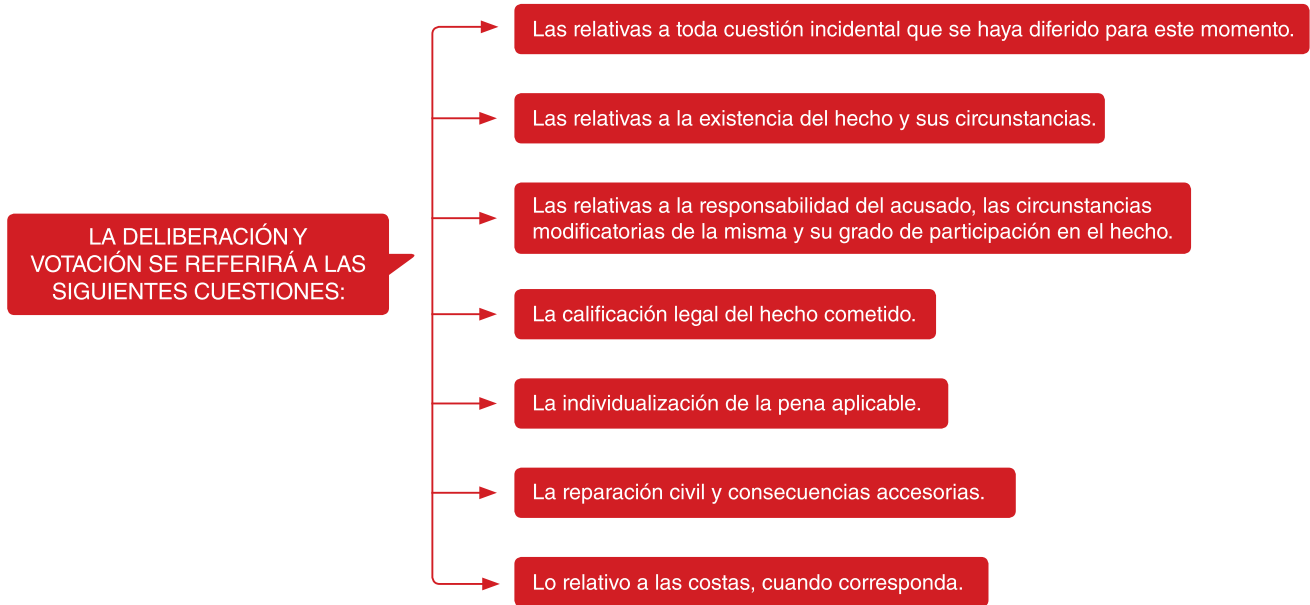 LA DELIBERACIÓN Y
VOTACIÓN SE REFERIRÁ A LAS
SIGUIENTES CUESTIONES:
Las relativas a toda cuestión incidental que se haya diferido para este momento.
Las relativas a la existencia del hecho y sus circunstancias.
Las relativas a la responsabilidad del acusado, las circunstancias
modificatorias de la misma y su grado de participación en el hecho.
La calificación legal del hecho cometido.
La individualización de la pena aplicable.
La reparación civil y consecuencias accesorias.
Lo relativo a las costas, cuando corresponda.